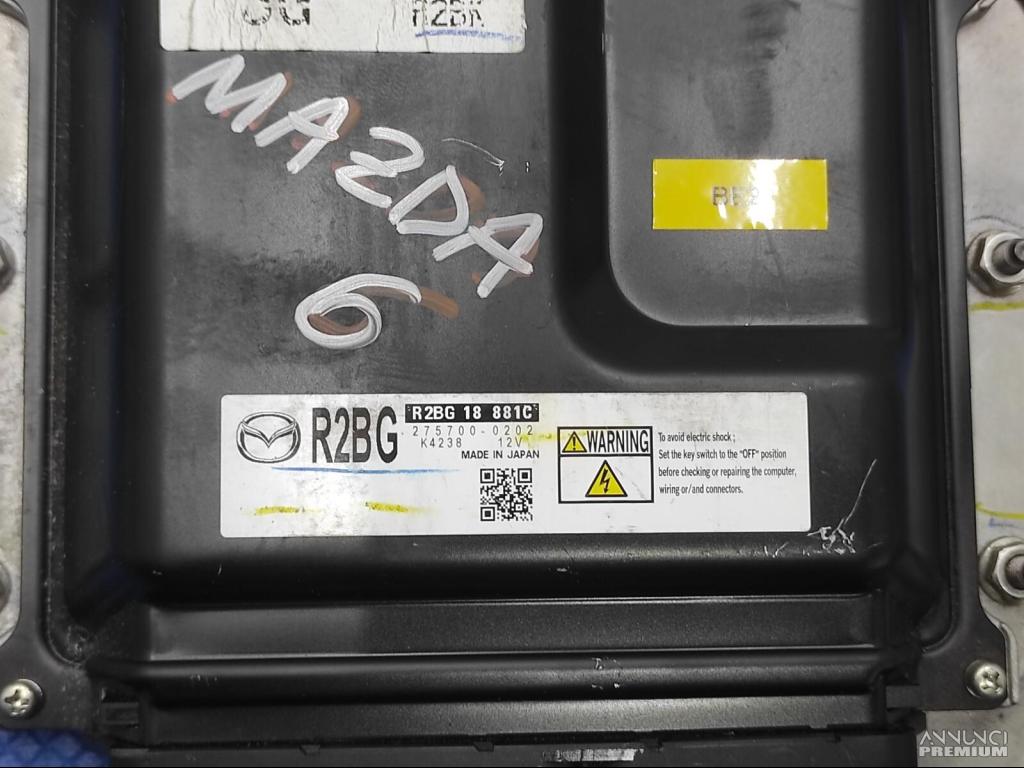 R2BK
MAZDA
6
R2BG
R2BG 18 881C
275700-0202
K4238 12V
MADE IN JAPAN
WARNING
To avoid electric shock ;
Set the key switch to the "OFF" position
before checking or repairing the computer,
wiring or/and connectors.
ANNUNCI
PREMIUM